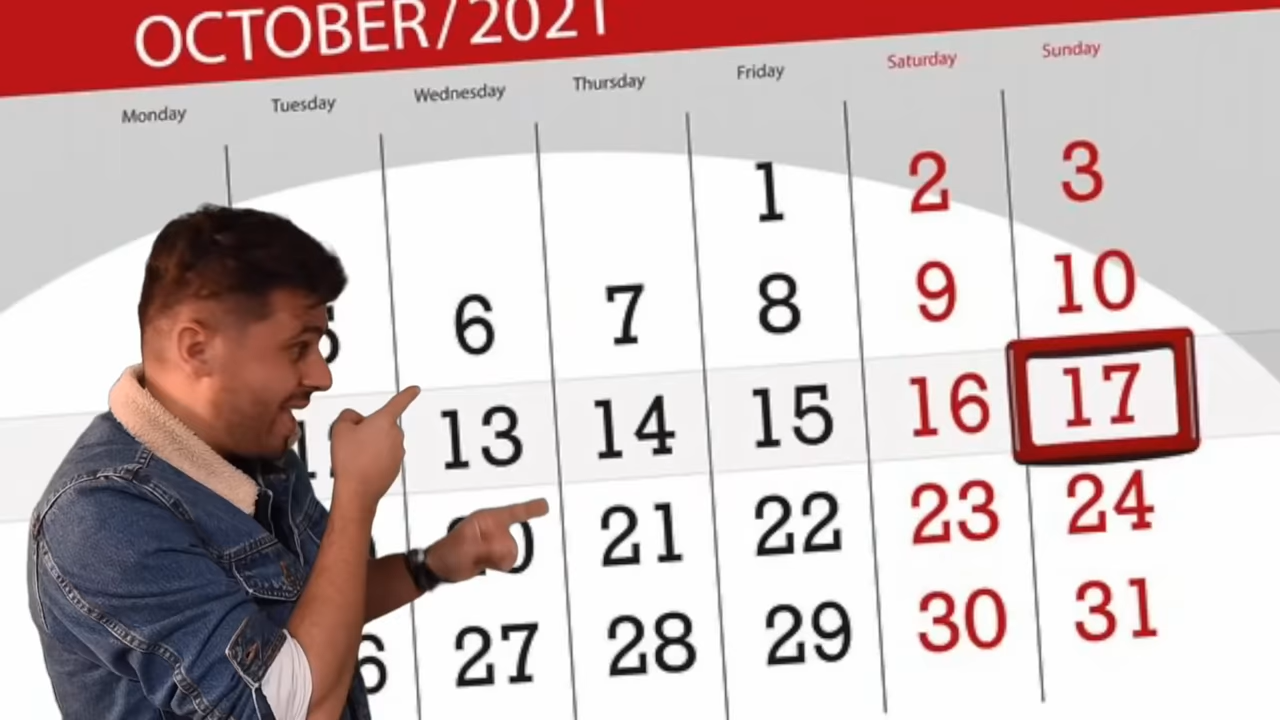 OCTOBER/2021
Monday Tuesday Wednesday Thursday Friday Saturday Sunday
1 2 3
6 7 8 9 10
13 14 15 16 17
21 22 23 24
27 28 29 30 31